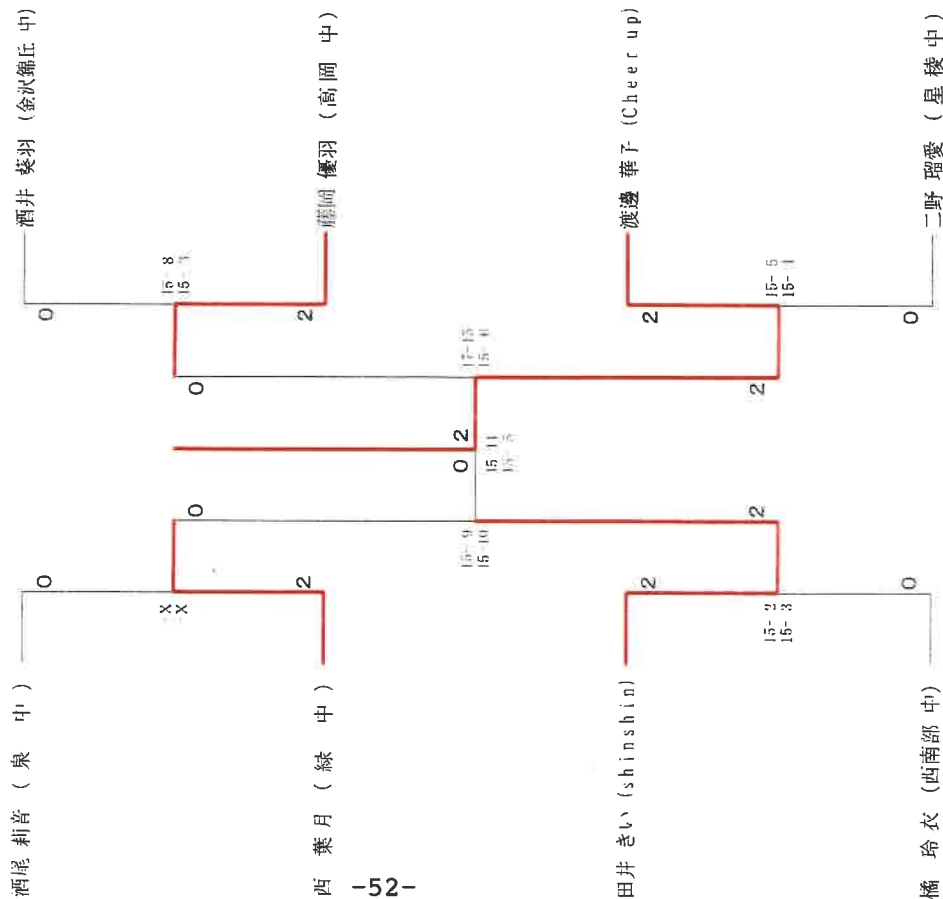 酒井 葵羽 (金沢錦丘 中)
藤岡 優羽 (高岡 中)
渡邊 華子 (Cheer up)
二野 瑠愛 (星稜 中)
0
15- 8
2
2
15- 5
0
0
17-15
2
2
0
15 11
0
15- 9
15-10
2
0
X
X
2
2
15- 2
15- 3
0
酒尾 莉音 (泉 中)
西 葉月 (緑 中)
田井 きい (shinshin)
橘 玲衣 (西南部 中)
-52-